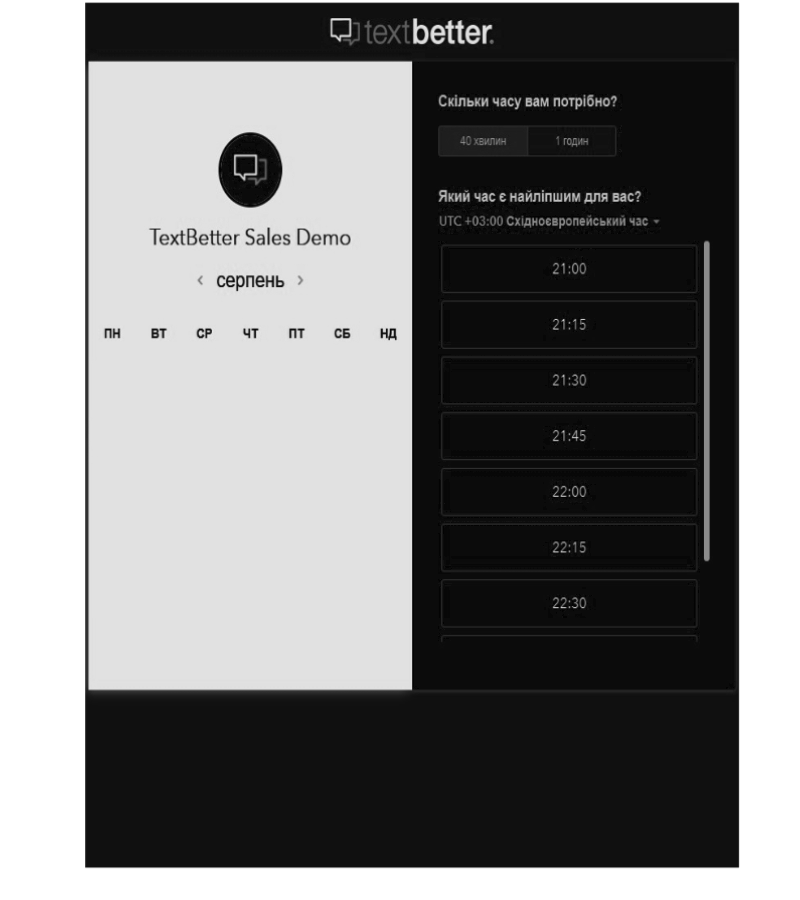 textbetter.
TextBetter Sales Demo
< серпень >
ПН ВТ СР ЧТ ПТ СБ НД
Скільки часу вам потрібно?
40 хвилин 1 годин
Який час є найліпшим для вас?
UTC +03:00 Східноєвропейський час
21:00
21:15
21:30
21:45
22:00
22:15
22:30